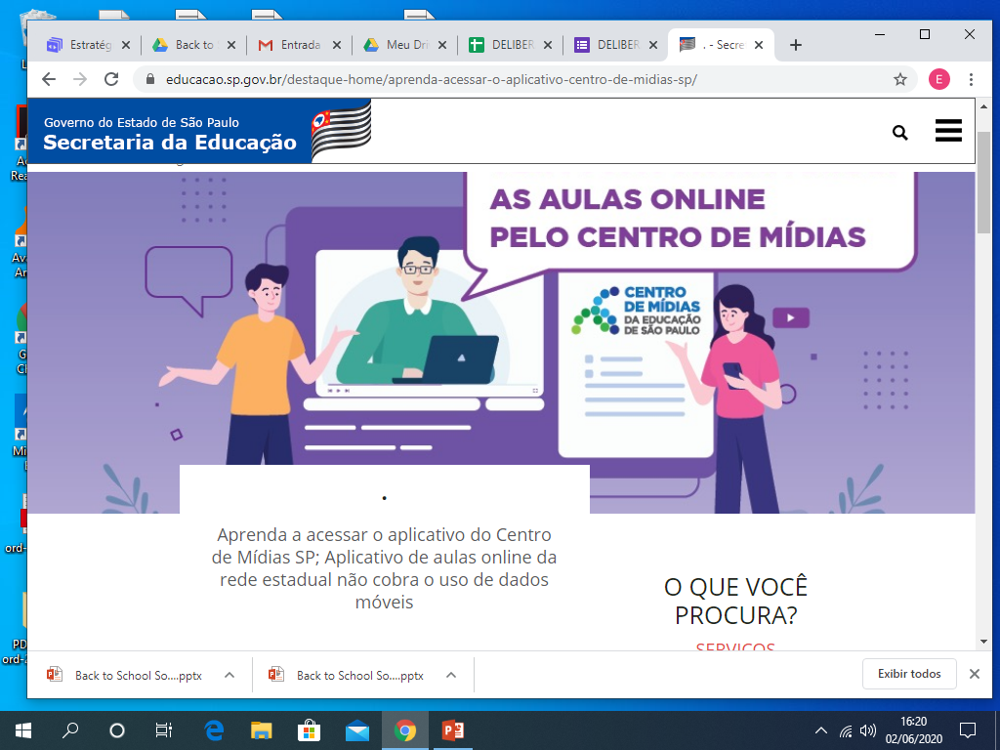 Estratég
Back to
Entrada
Meu Dri
DELIBER
DELIBER
. - Secre
educacao.sp.gov.br/destaque-home/aprenda-acessar-o-aplicativo-centro-de-midias-sp/
E
Governo do Estado de São Paulo
Secretaria da Educação
AS AULAS ONLINE
PELO CENTRO DE MÍDIAS
CENTRO
DE MÍDIAS
DA EDUCAÇÃO
DE SÃO PAULO
.
Aprenda a acessar o aplicativo do Centro
de Mídias SP; Aplicativo de aulas online da
rede estadual não cobra o uso de dados
móveis
O QUE VOCÊ
PROCURA?
SERVIÇOS
Back to School So....pptx
Back to School So....pptx
Exibir todos
16:20
02/06/2020